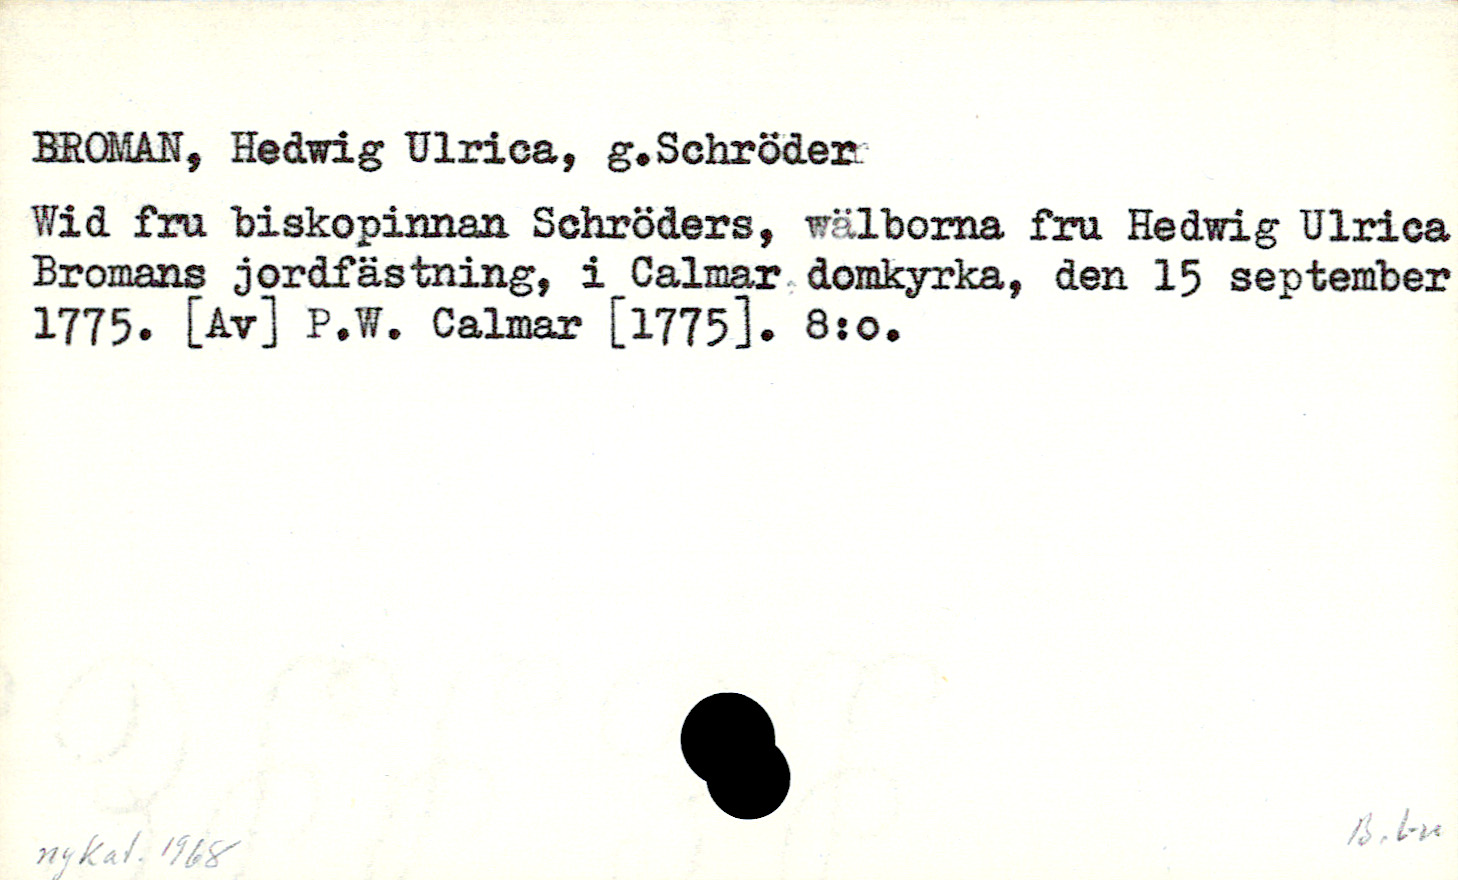 BROMAN, Hedwig Ulrica, g.Schröder
Wid fru biskopinnan Schröders, wälborna fru Hedwig Ulrica
Bromans jordfästning, i Calmar domkyrka, den 15 september
1775. [Av] P.W. Calmar [1775]. 8:o.
nykat. 1968